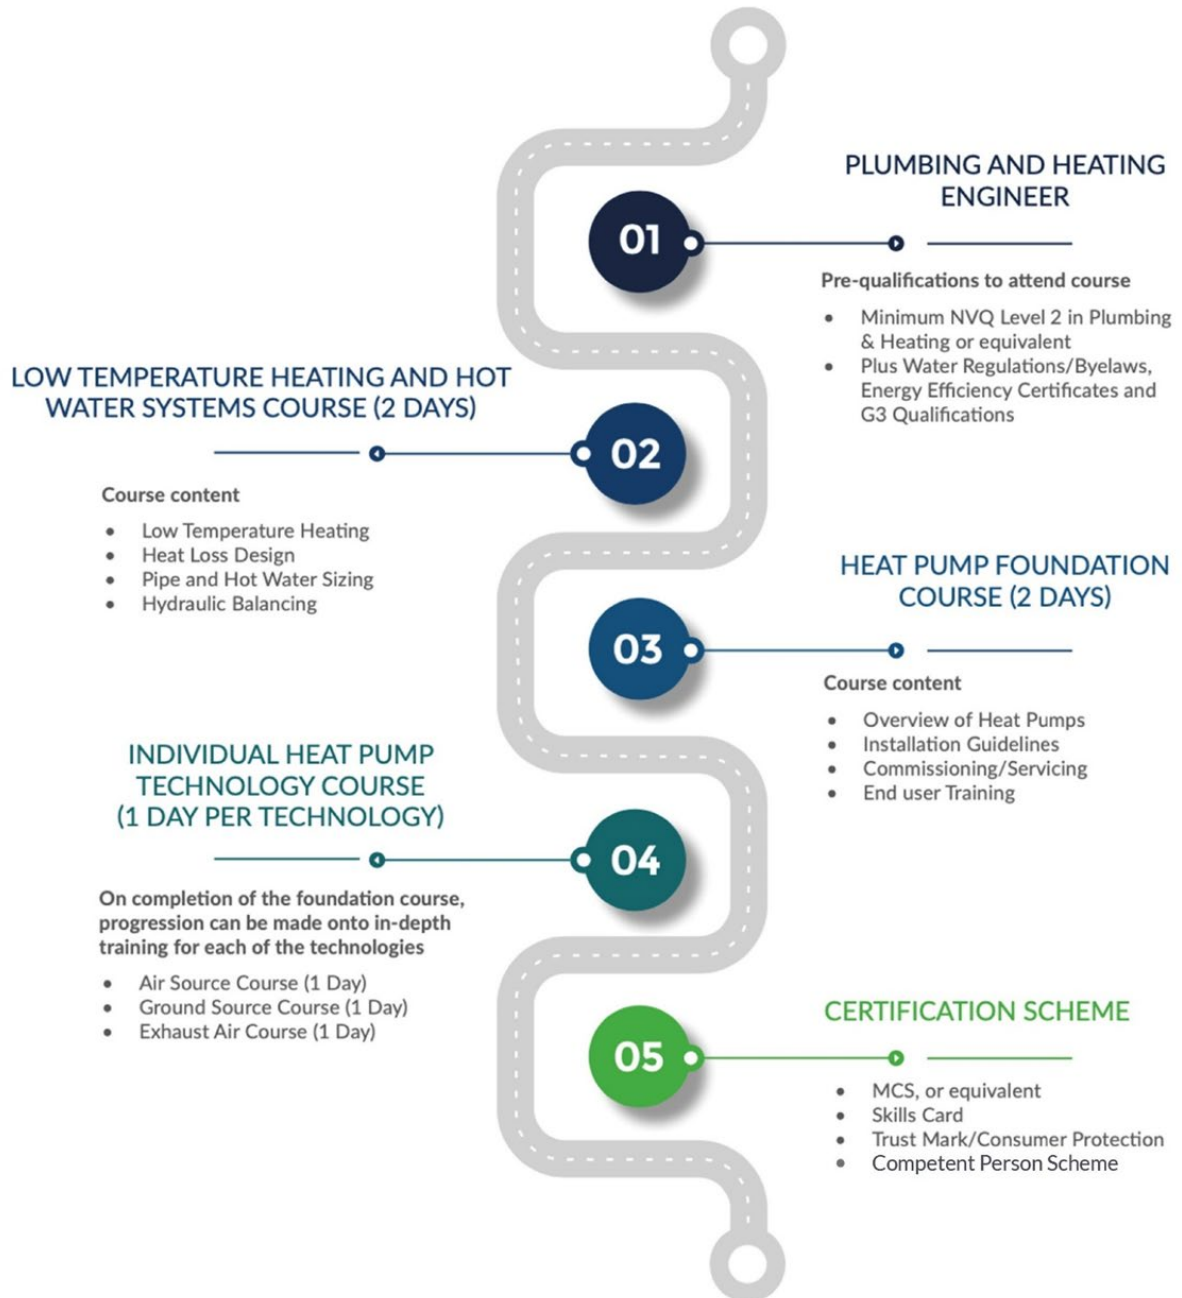 01
PLUMBING AND HEATING
ENGINEER
Pre-qualifications to attend course
• Minimum NVQ Level 2 in Plumbing
& Heating or equivalent
• Plus Water Regulations/Byelaws,
Energy Efficiency Certificates and
G3 Qualifications
LOW TEMPERATURE HEATING AND HOT
WATER SYSTEMS COURSE (2 DAYS)
02
Course content
• Low Temperature Heating
• Heat Loss Design
• Pipe and Hot Water Sizing
• Hydraulic Balancing
HEAT PUMP FOUNDATION
COURSE (2 DAYS)
03
Course content
• Overview of Heat Pumps
• Installation Guidelines
• Commissioning/Servicing
• End user Training
INDIVIDUAL HEAT PUMP
TECHNOLOGY COURSE
(1 DAY PER TECHNOLOGY)
04
On completion of the foundation course,
progression can be made onto in-depth
training for each of the technologies
• Air Source Course (1 Day)
• Ground Source Course (1 Day)
• Exhaust Air Course (1 Day)
CERTIFICATION SCHEME
05
• MCS, or equivalent
• Skills Card
• Trust Mark/Consumer Protection
• Competent Person Scheme